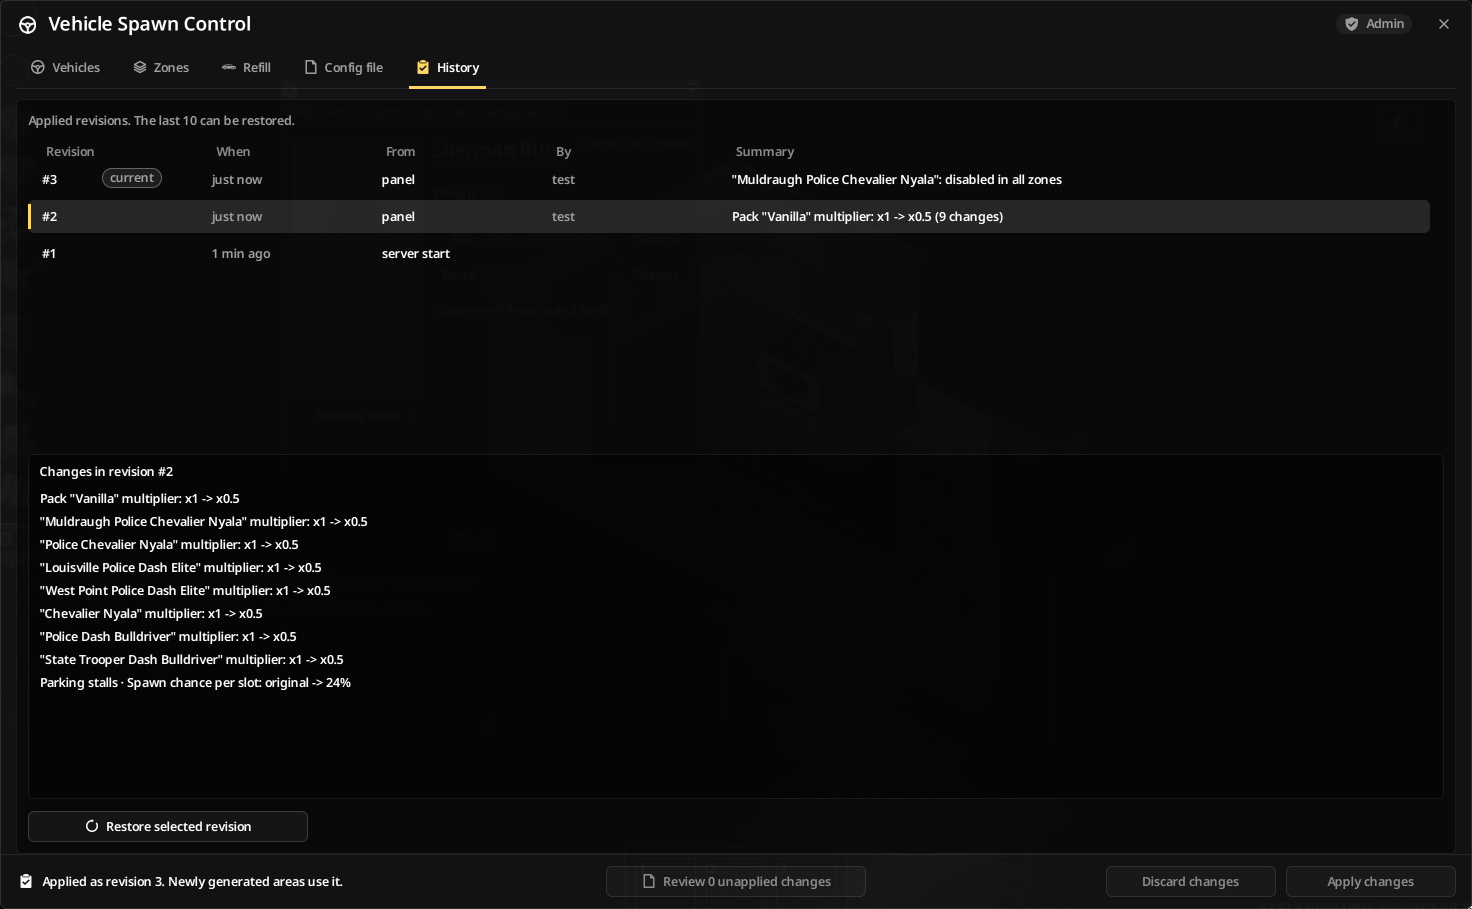 Vehicle Spawn Control
Admin
Vehicles Zones Refill Config file History
Applied revisions. The last 10 can be restored.
Revision When From By Summary
#3 current just now panel test "Muldraugh Police Chevalier Nyala": disabled in all zones
#2 just now panel test Pack "Vanilla" multiplier: x1 -> x0.5 (9 changes)
#1 1 min ago server start
Changes in revision #2
Pack "Vanilla" multiplier: x1 -> x0.5
"Muldraugh Police Chevalier Nyala" multiplier: x1 -> x0.5
"Police Chevalier Nyala" multiplier: x1 -> x0.5
"Louisville Police Dash Elite" multiplier: x1 -> x0.5
"West Point Police Dash Elite" multiplier: x1 -> x0.5
"Chevalier Nyala" multiplier: x1 -> x0.5
"Police Dash Bulldriver" multiplier: x1 -> x0.5
"State Trooper Dash Bulldriver" multiplier: x1 -> x0.5
Parking stalls · Spawn chance per slot: original -> 24%
Restore selected revision
Applied as revision 3. Newly generated areas use it.
Review 0 unapplied changes
Discard changes
Apply changes